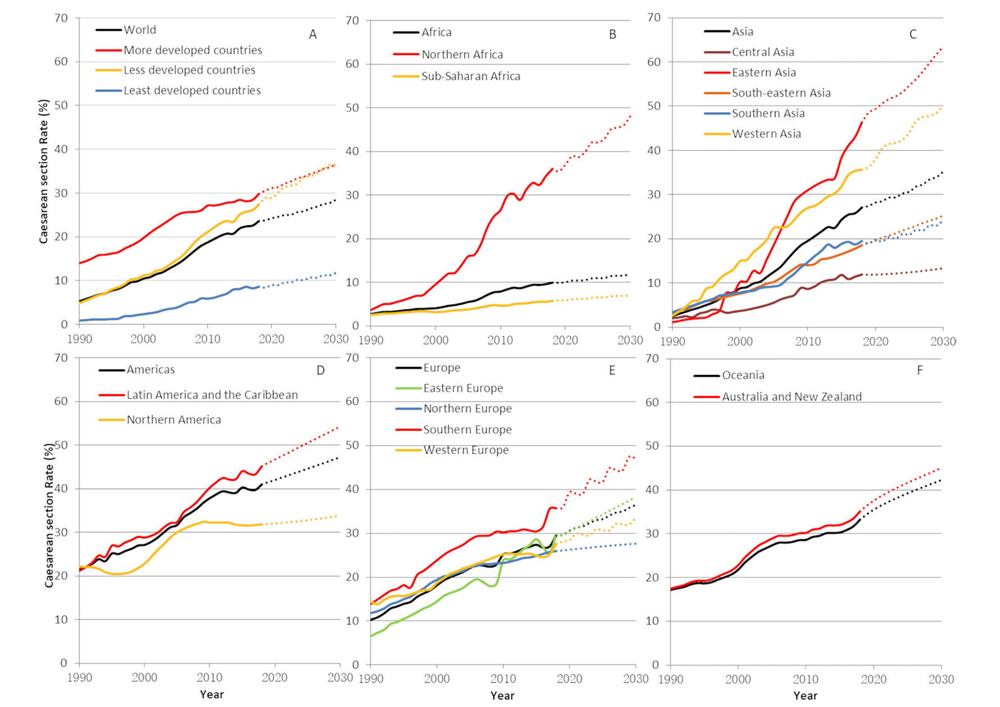 70
60
50
40
30
20
10
0
Caesarean section Rate (%)
World
More developed countries
Less developed countries
Least developed countries
A
1990 2000 2010 2020 2030
70
60
50
40
30
20
10
0
Africa
Northern Africa
Sub-Saharan Africa
B
1990 2000 2010 2020 2030
70
60
50
40
30
20
10
0
Asia
Central Asia
Eastern Asia
South-eastern Asia
Southern Asia
Western Asia
C
1990 2000 2010 2020 2030
70
60
50
40
30
20
10
0
Caesarean section Rate (%)
Americas
Latin America and the Caribbean
Northern America
D
1990 2000 2010 2020 2030
Year
70
60
50
40
30
20
10
0
Europe
Eastern Europe
Northern Europe
Southern Europe
Western Europe
E
1990 2000 2010 2020 2030
Year
70
60
50
40
30
20
10
0
Oceania
Australia and New Zealand
F
1990 2000 2010 2020 2030
Year